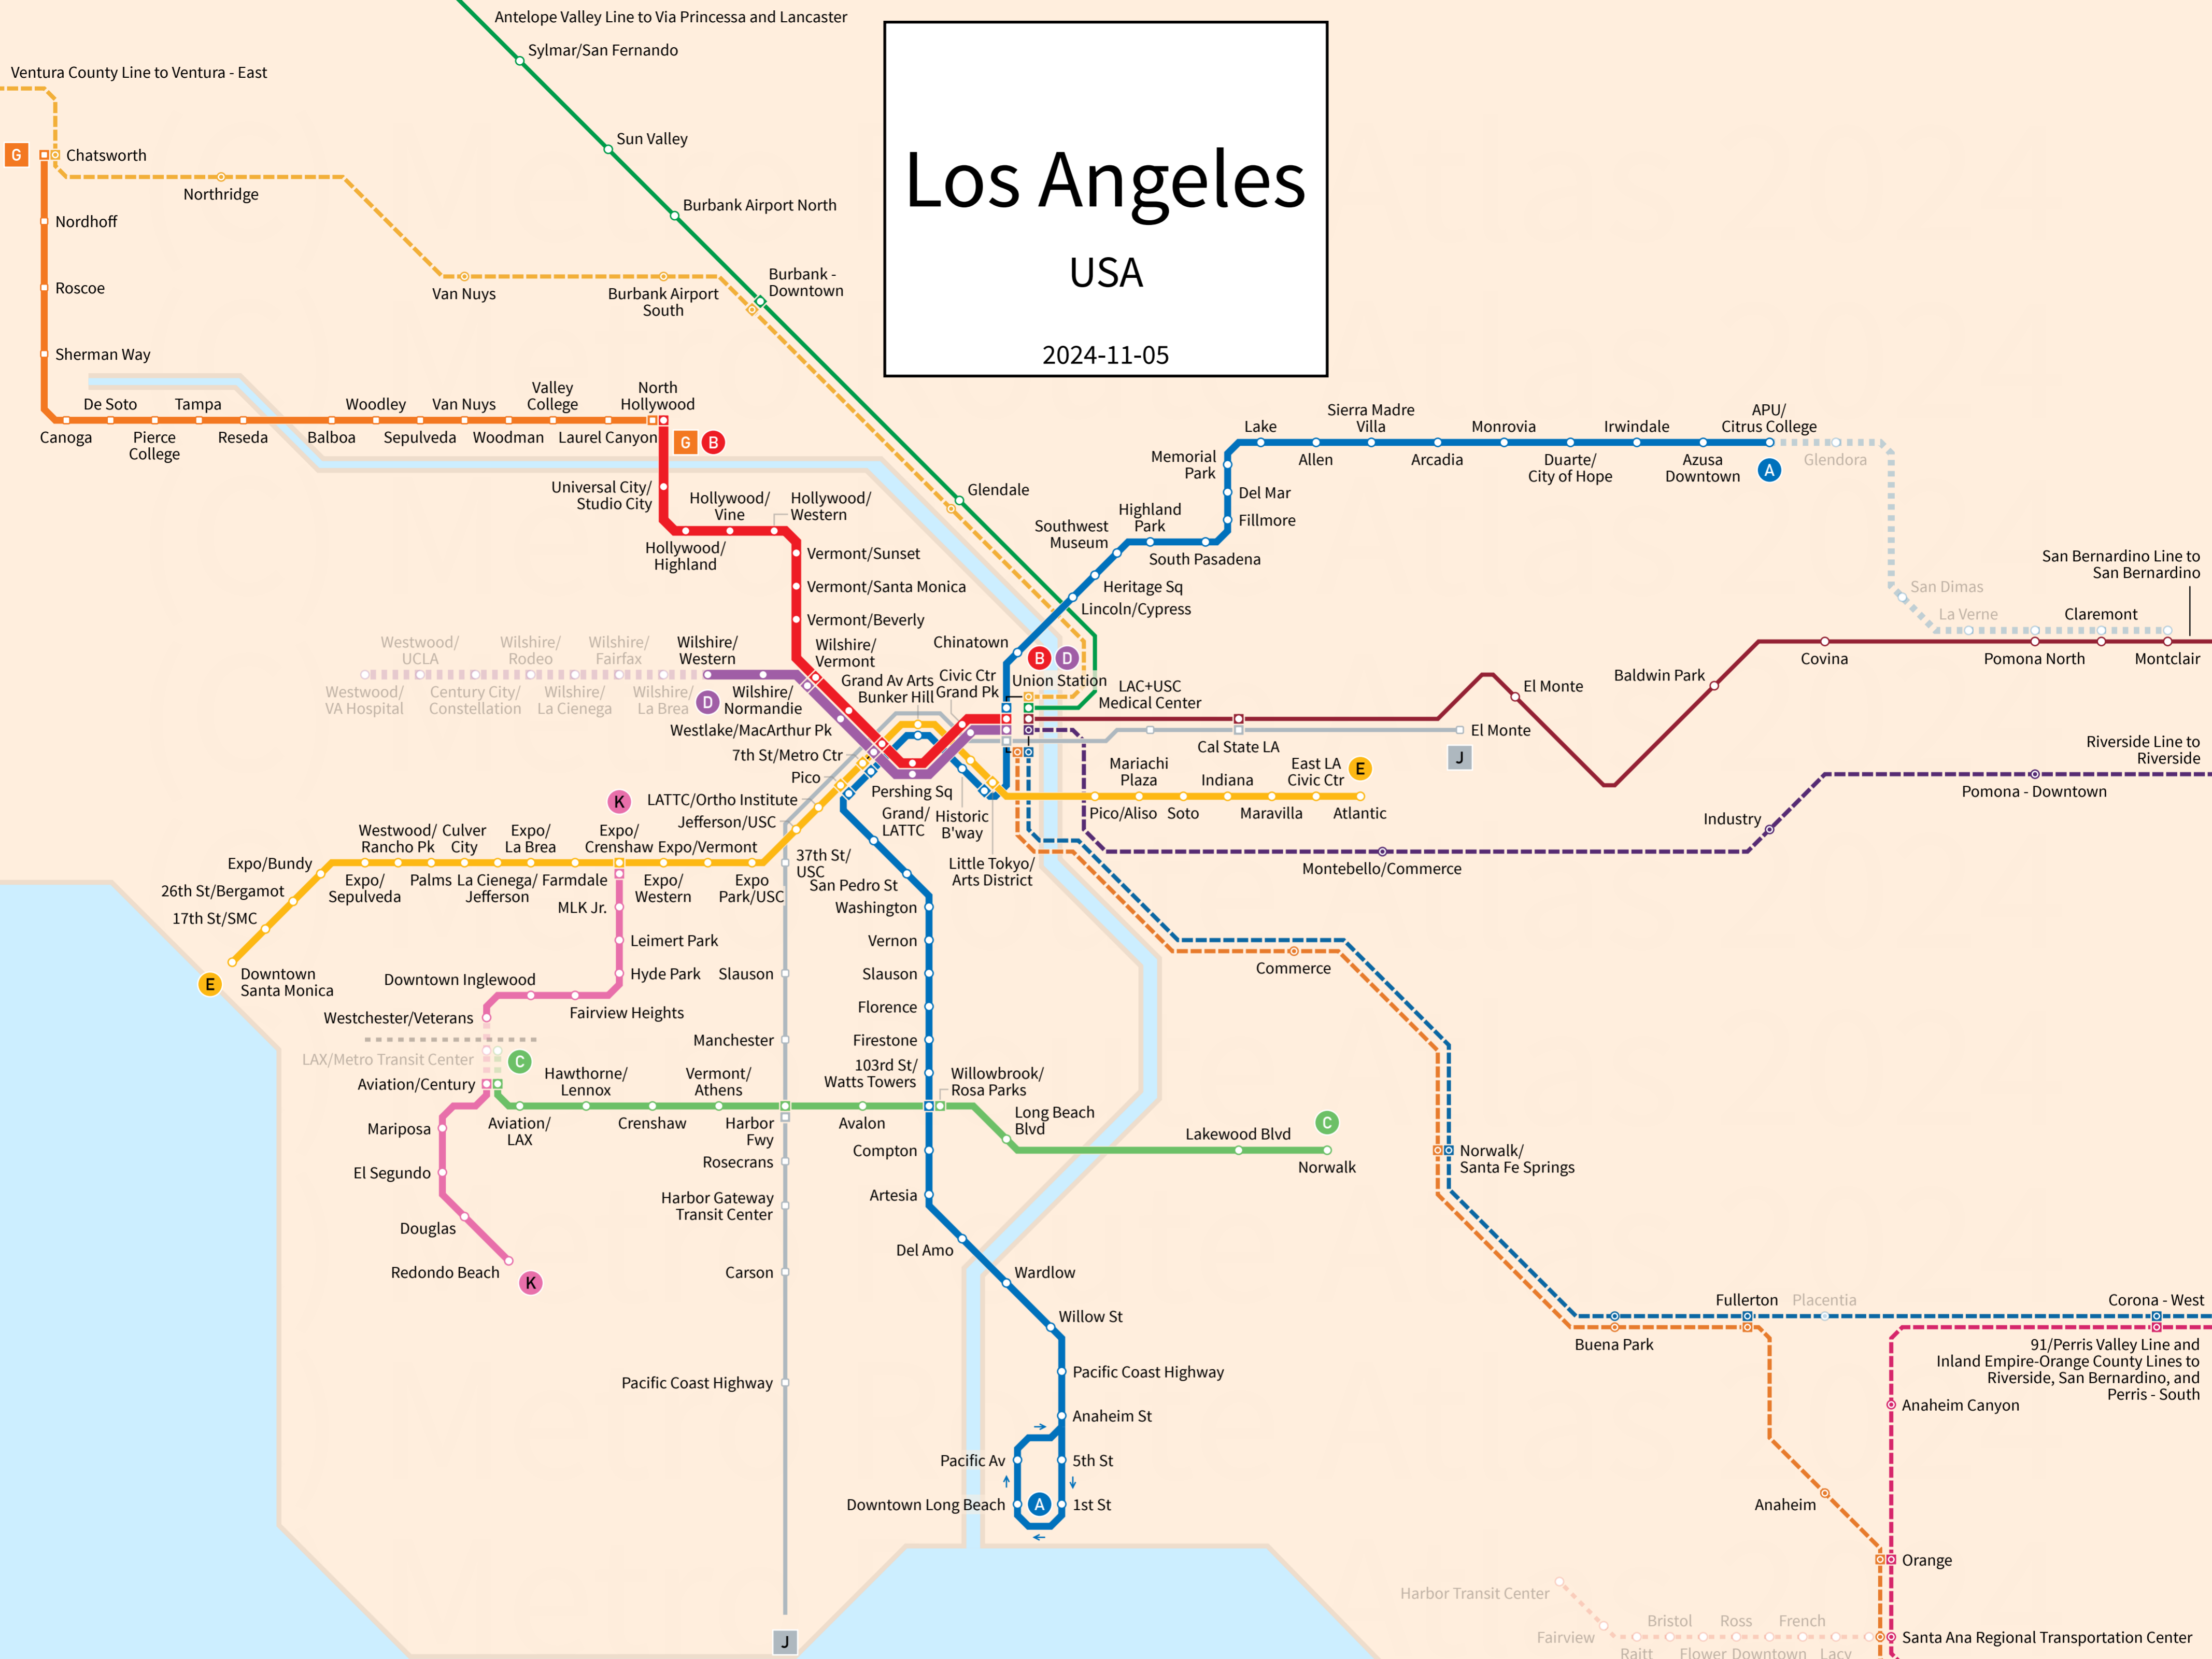 Antelope Valley Line to Via Princessa and Lancaster
Sylmar/San Fernando
Ventura County Line to Ventura - East
Sun Valley
G
Chatsworth
Northridge
Burbank Airport North
Nordhoff
Burbank -
Downtown
Van Nuys
Burbank Airport
South
Roscoe
Sherman Way
Los Angeles
USA
2024-11-05
De Soto
Tampa
Woodley
Van Nuys
Valley
College
North
Hollywood
Canoga
Pierce
College
Reseda
Balboa
Sepulveda
Woodman
Laurel Canyon
G
B
Universal City/
Studio City
Hollywood/
Vine
Hollywood/
Western
Hollywood/
Highland
Vermont/Sunset
Vermont/Santa Monica
Vermont/Beverly
Glendale
Lake
Sierra Madre
Villa
Monrovia
Irwindale
APU/
Citrus College
Memorial
Park
Allen
Arcadia
Duarte/
City of Hope
Azusa
Downtown
A
Glendora
Del Mar
Fillmore
Highland
Park
Southwest
Museum
South Pasadena
Heritage Sq
Lincoln/Cypress
San Bernardino Line to
San Bernardino
San Dimas
La Verne
Claremont
Covina
Pomona North
Montclair
Westwood/
UCLA
Wilshire/
Rodeo
Wilshire/
Fairfax
Wilshire/
Western
Wilshire/
Vermont
Westwood/
VA Hospital
Century City/
Constellation
Wilshire/
La Cienega
Wilshire/
La Brea
D
Wilshire/
Normandie
Grand Av Arts
Bunker Hill
Civic Ctr
Grand Pk
Chinatown
B
D
Union Station
LAC+USC
Medical Center
Baldwin Park
El Monte
Westlake/MacArthur Pk
7th St/Metro Ctr
Pico
LATTC/Ortho Institute
Jefferson/USC
Pershing Sq
Grand/
LATTC
Historic
B'way
Little Tokyo/
Arts District
Cal State LA
El Monte
J
Mariachi
Plaza
Indiana
East LA
Civic Ctr
E
Pico/Aliso
Soto
Maravilla
Atlantic
Riverside Line to
Riverside
Pomona - Downtown
Industry
Montebello/Commerce
K
Westwood/
Rancho Pk
Culver
City
Expo/
La Brea
Expo/
Crenshaw
Expo/Vermont
Expo/Bundy
Expo/
Sepulveda
Palms
La Cienega/
Jefferson
Farmdale
Expo/
Western
Expo
Park/USC
37th St/
USC
26th St/Bergamot
17th St/SMC
E
Downtown
Santa Monica
MLK Jr.
Leimert Park
Hyde Park
Downtown Inglewood
Fairview Heights
Westchester/Veterans
LAX/Metro Transit Center
C
Aviation/Century
Slauson
Manchester
San Pedro St
Washington
Vernon
Slauson
Florence
Firestone
103rd St/
Watts Towers
Willowbrook/
Rosa Parks
Commerce
Hawthorne/
Lennox
Vermont/
Athens
Mariposa
Aviation/
LAX
Crenshaw
Harbor
Fwy
Avalon
Long Beach
Blvd
Lakewood Blvd
C
Norwalk
El Segundo
Douglas
Redondo Beach
K
Rosecrans
Harbor Gateway
Transit Center
Carson
Pacific Coast Highway
J
Compton
Artesia
Del Amo
Wardlow
Willow St
Pacific Coast Highway
Anaheim St
Pacific Av
5th St
Downtown Long Beach
A
1st St
Norwalk/
Santa Fe Springs
Fullerton
Placentia
Corona - West
Buena Park
91/Perris Valley Line and
Inland Empire-Orange County Lines to
Riverside, San Bernardino, and
Perris - South
Anaheim Canyon
Anaheim
Orange
Harbor Transit Center
Fairview
Bristol
Ross
French
Raitt
Flower
Downtown
Lacy
Santa Ana Regional Transportation Center